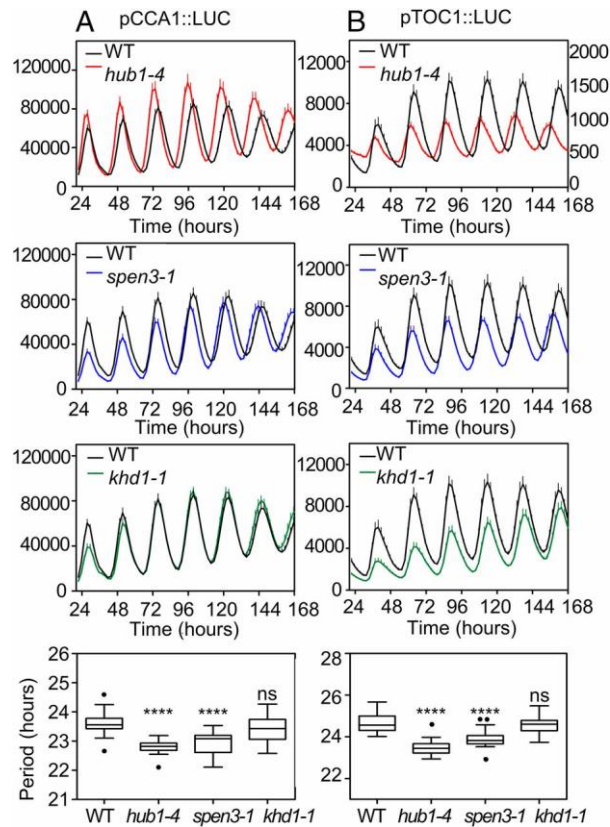 A
pCCA1::LUC
B
pTOC1::LUC
WT
hub1-4
120000
80000
40000
0
24 48 72 96 120 144 168
Time (hours)
WT
hub1-4
12000
8000
4000
0
2000
1500
1000
500
0
24 48 72 96 120 144 168
Time (hours)
WT
spen3-1
120000
80000
40000
0
24 48 72 96 120 144 168
Time (hours)
WT
spen3-1
12000
8000
4000
0
24 48 72 96 120 144 168
Time (hours)
WT
khd1-1
120000
80000
40000
0
24 48 72 96 120 144 168
Time (hours)
WT
khd1-1
12000
8000
4000
0
24 48 72 96 120 144 168
Time (hours)
Period (hours)
26
25
24
23
22
21
**** **** ns
WT hub1-4 spen3-1 khd1-1
26
24
22
**** **** ns
WT hub1-4 spen3-1 khd1-1